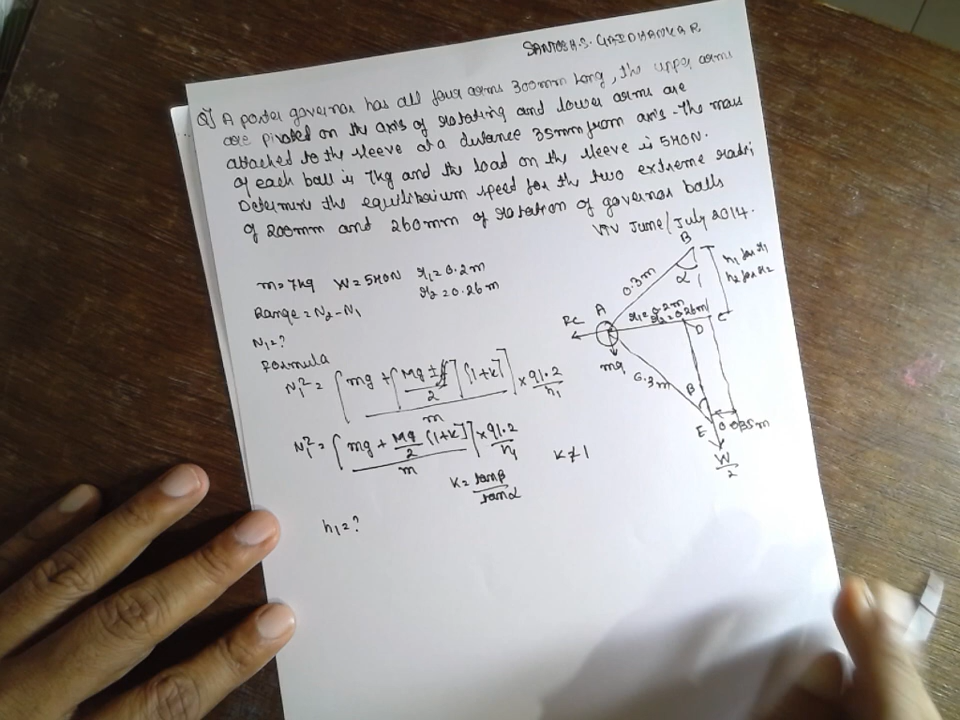 SANTOSH.S. GAIDHANKAR
Q) A porter governor has all four arms 300mm long, the upper arms
are pivoted on the axis of rotating and lower arms are
attached to the sleeve at a distance 35mm from axis. The mass
of each ball is 7kg and the load on the sleeve is 540N.
Determine the equilibrium speed for the two extreme radii
of 200mm and 260mm of rotation of governor balls
VTU June/July 2014.
m=7kg W=540N r1=0.2m
r2=0.26m
Range=N2-N1
N1=?
Formula
N1²= [mg + [Mg ± f / 2] (1+k)] / m × 91.2/h1
N1²= [mg + Mg/2 (1+k)] / m × 91.2/h1 K≠1
K= tanβ/tanα
h1=?
B
h1 for r1
h2 for r2
α
0.3m
r1=0.2m
r2=0.26m
A
C
D
Fc
mg
0.3m
β
E
0.035m
W/2